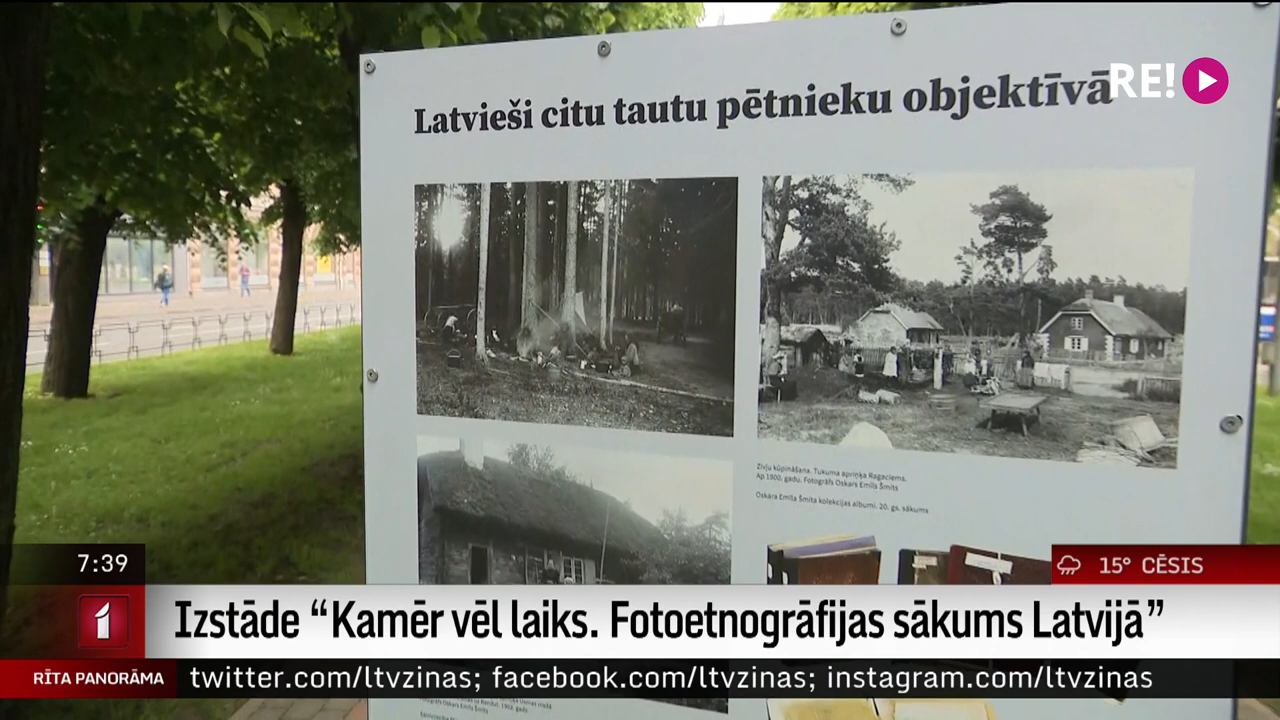 RE!
Latvieši citu tautu pētnieku objektīvā
Zivju kūpināšana. Tukuma apriņķa Ragaciems.
Ap 1900. gadu. Fotogrāfs Oskars Emīls Šmits
Oskara Emīla Šmita kolekcijas albumi. 20. gs. sākums
7:39
15° CĒSIS
1
Izstāde “Kamēr vēl laiks. Fotoetnogrāfijas sākums Latvijā”
RĪTA PANORĀMA
twitter.com/ltvzinas; facebook.com/ltvzinas; instagram.com/ltvzinas